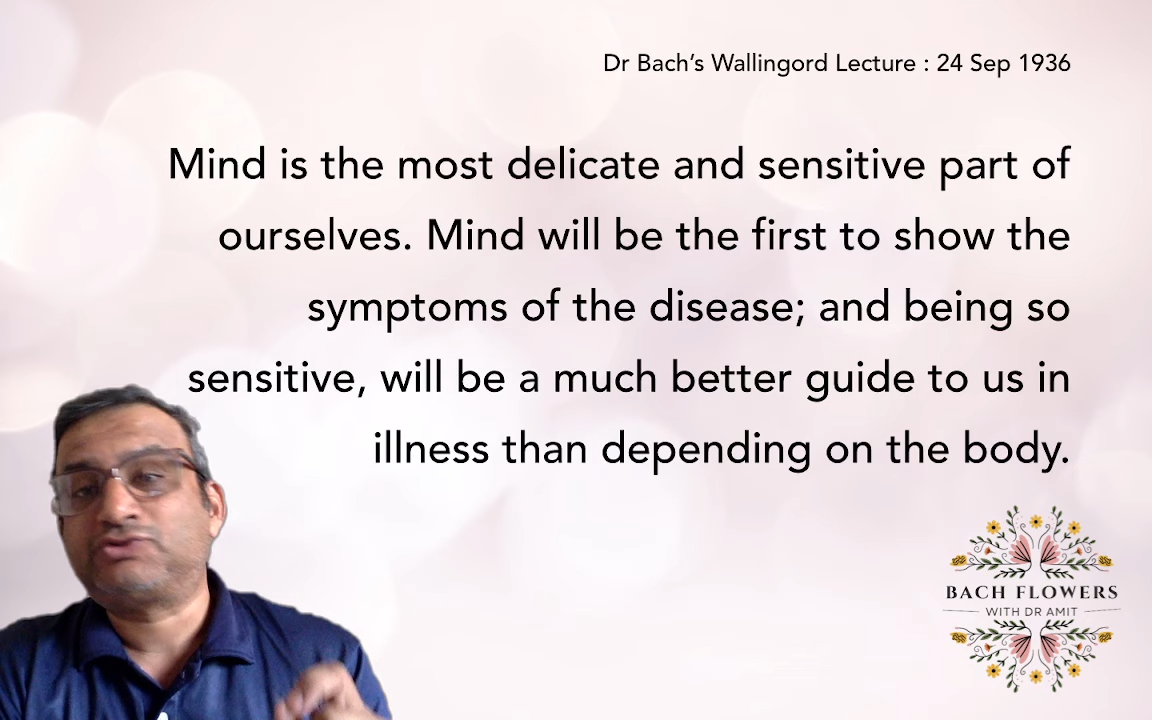 Dr Bach’s Wallingord Lecture : 24 Sep 1936
Mind is the most delicate and sensitive part of
ourselves. Mind will be the first to show the
symptoms of the disease; and being so
sensitive, will be a much better guide to us in
illness than depending on the body.
BACH FLOWERS
WITH DR AMIT